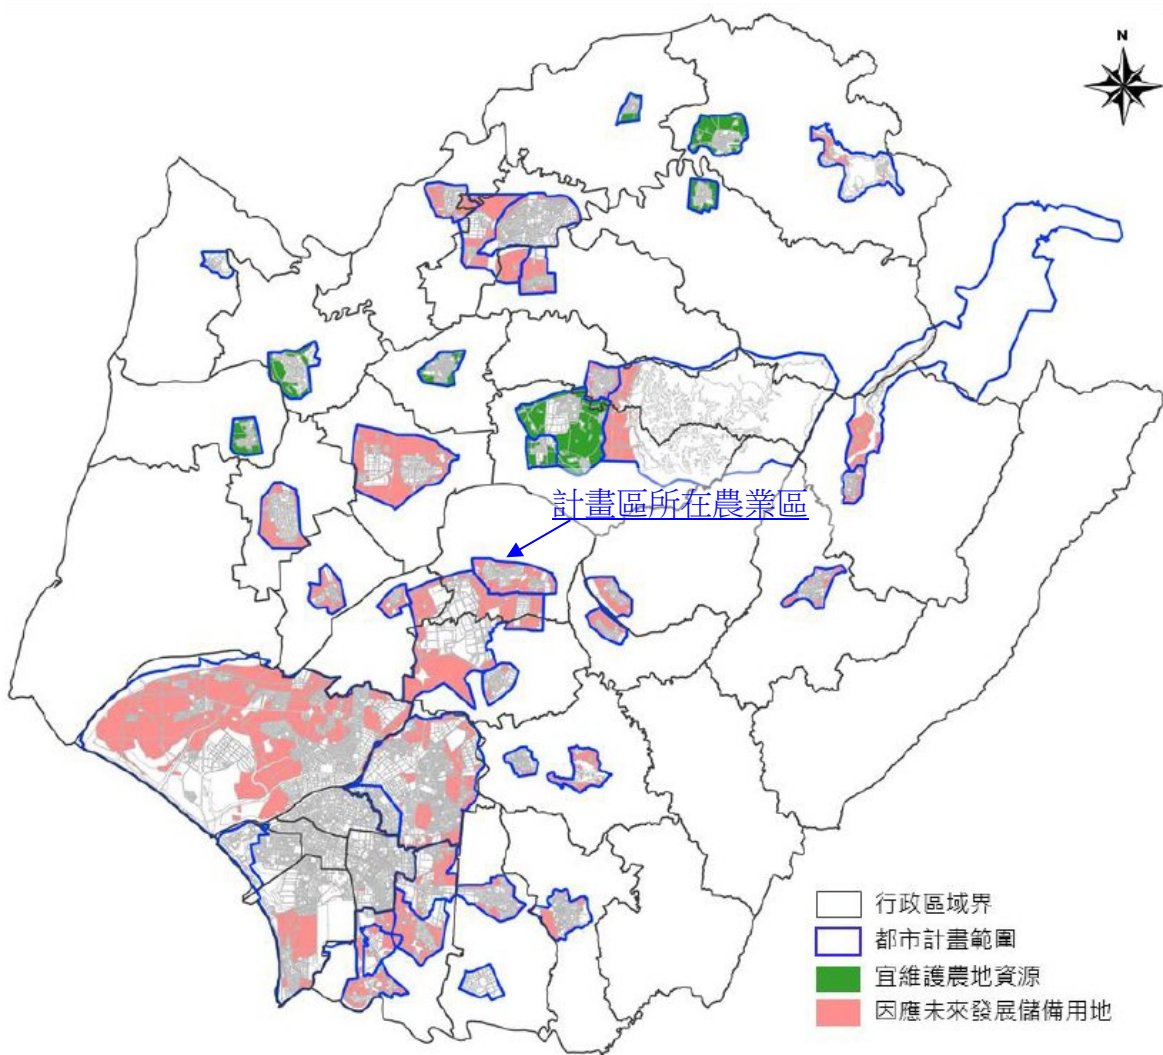 N
計畫區所在農業區
行政區域界
都市計畫範圍
宜維護農地資源
因應未來發展儲備用地